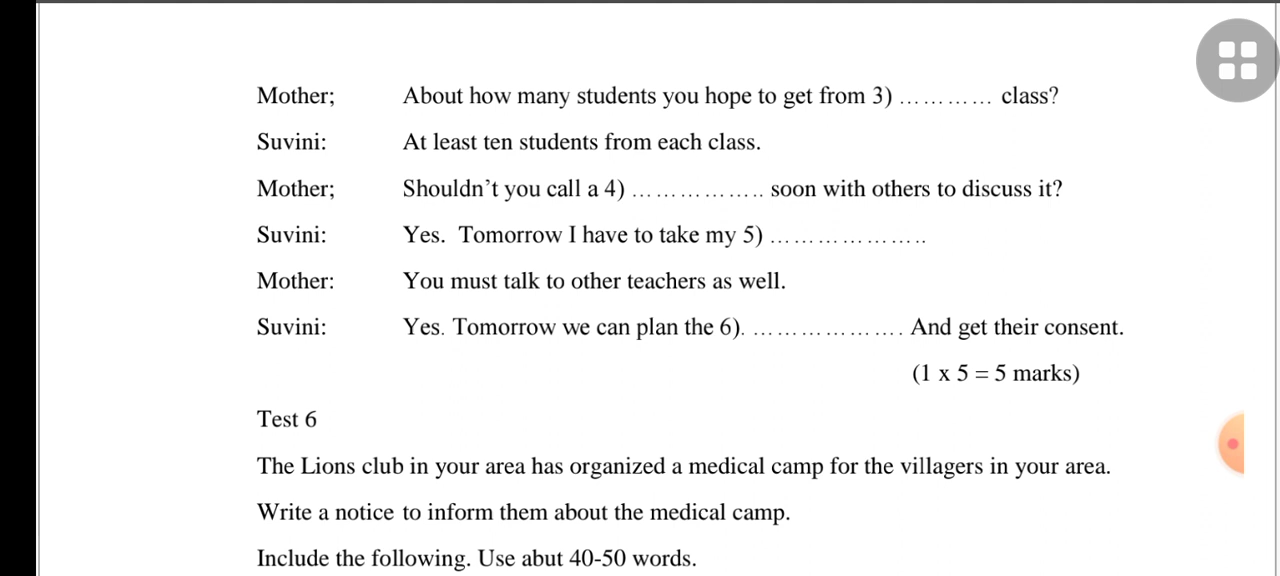 Mother; About how many students you hope to get from 3) ………… class?
Suvini: At least ten students from each class.
Mother; Shouldn’t you call a 4) …………….. soon with others to discuss it?
Suvini: Yes. Tomorrow I have to take my 5) ………………..
Mother: You must talk to other teachers as well.
Suvini: Yes. Tomorrow we can plan the 6). ………………. And get their consent.
(1 x 5 = 5 marks)
Test 6
The Lions club in your area has organized a medical camp for the villagers in your area.
Write a notice to inform them about the medical camp.
Include the following. Use abut 40-50 words.